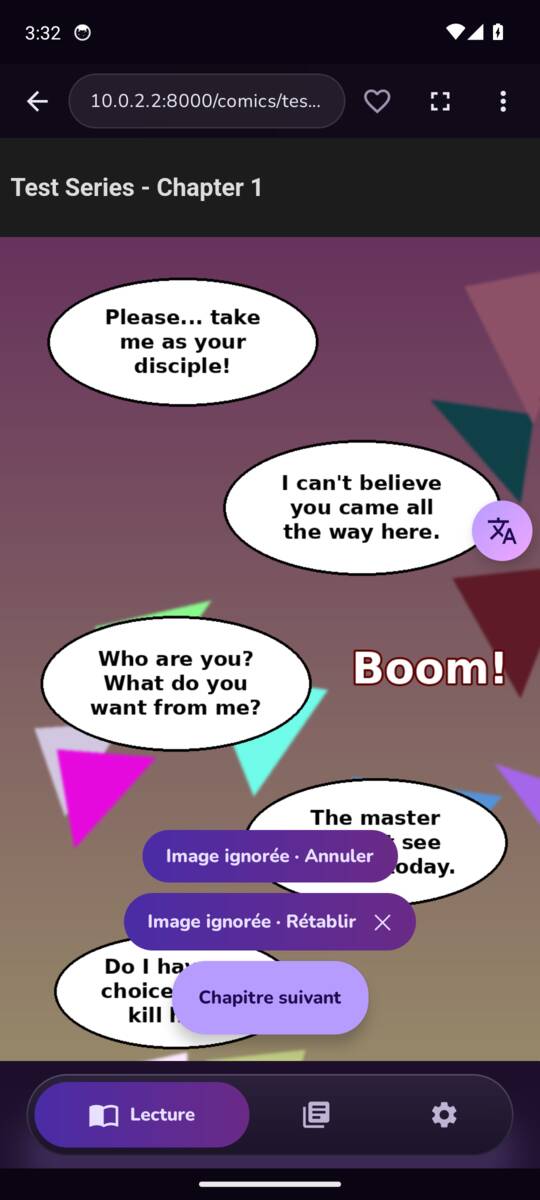 3:32
10.0.2.2:8000/comics/tes...
Test Series - Chapter 1
Please... take
me as your
disciple!
I can't believe
you came all
the way here.
Who are you?
What do you
want from me?
Boom!
The master
see
today.
Image ignorée · Annuler
Image ignorée · Rétablir
Do I
choice
kill
Chapitre suivant
Lecture